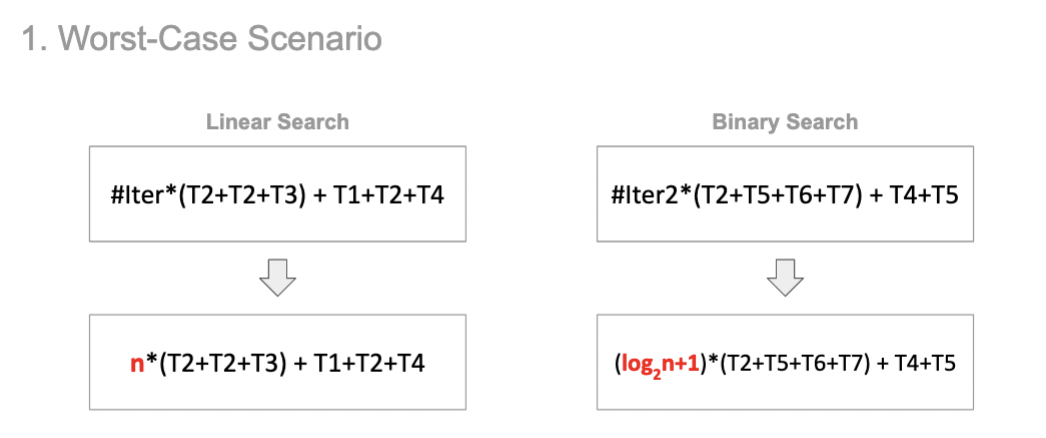 1. Worst-Case Scenario
Linear Search
Binary Search
#Iter*(T2+T2+T3) + T1+T2+T4
#Iter2*(T2+T5+T6+T7) + T4+T5
n*(T2+T2+T3) + T1+T2+T4
(log₂n+1)*(T2+T5+T6+T7) + T4+T5